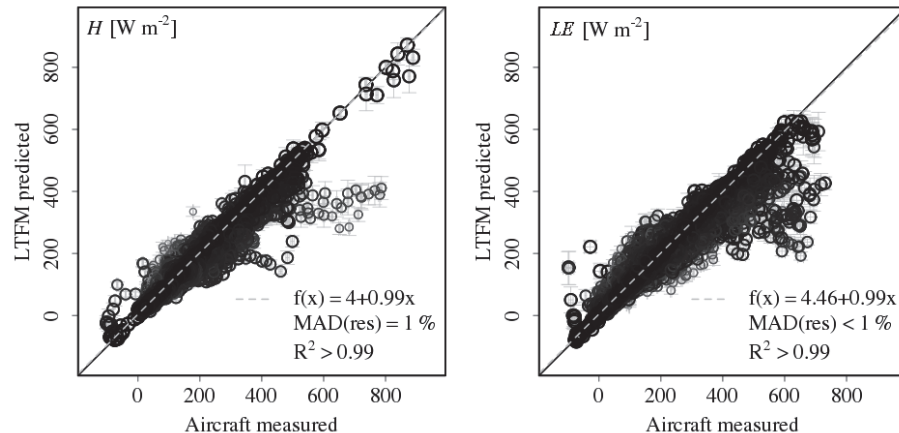 H [W m-2]
800
600
400
200
0
LTFM predicted
f(x) = 4+0.99x
MAD(res) = 1 %
R2 > 0.99
0 200 400 600 800
Aircraft measured
LE [W m-2]
800
600
400
200
0
LTFM predicted
f(x) = 4.46+0.99x
MAD(res) < 1 %
R2 > 0.99
0 200 400 600 800
Aircraft measured